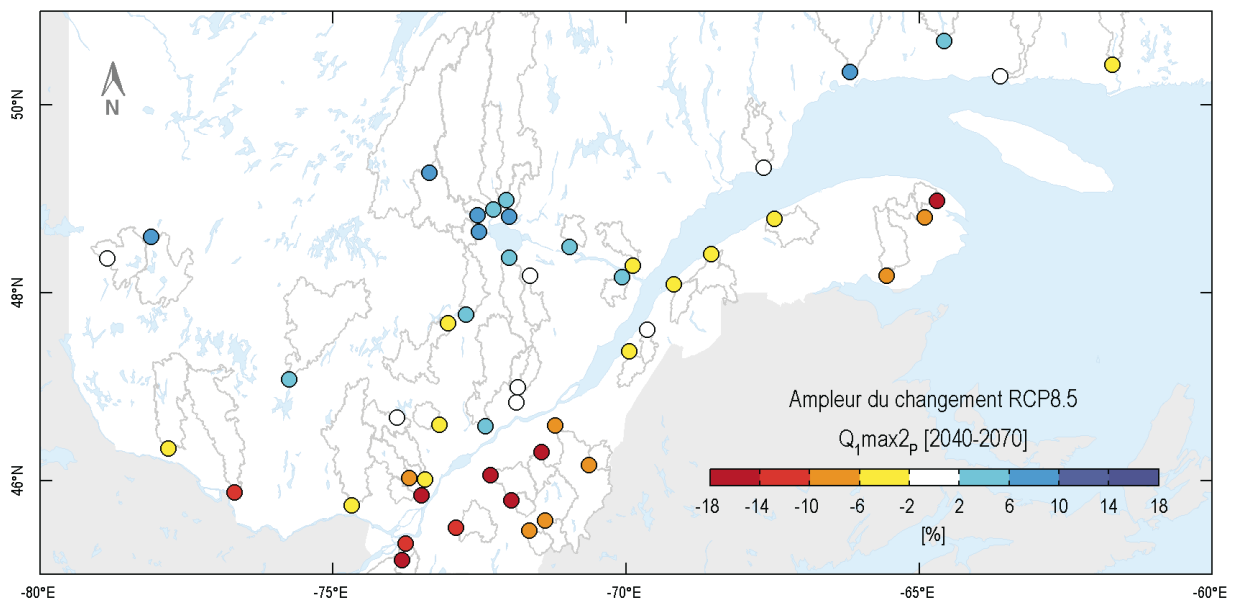 N
50°N
48°N
46°N
Ampleur du changement RCP8.5
Q₁max2ₚ [2040-2070]
-18 -14 -10 -6 -2 2 6 10 14 18
[%]
-80°E -75°E -70°E -65°E -60°E